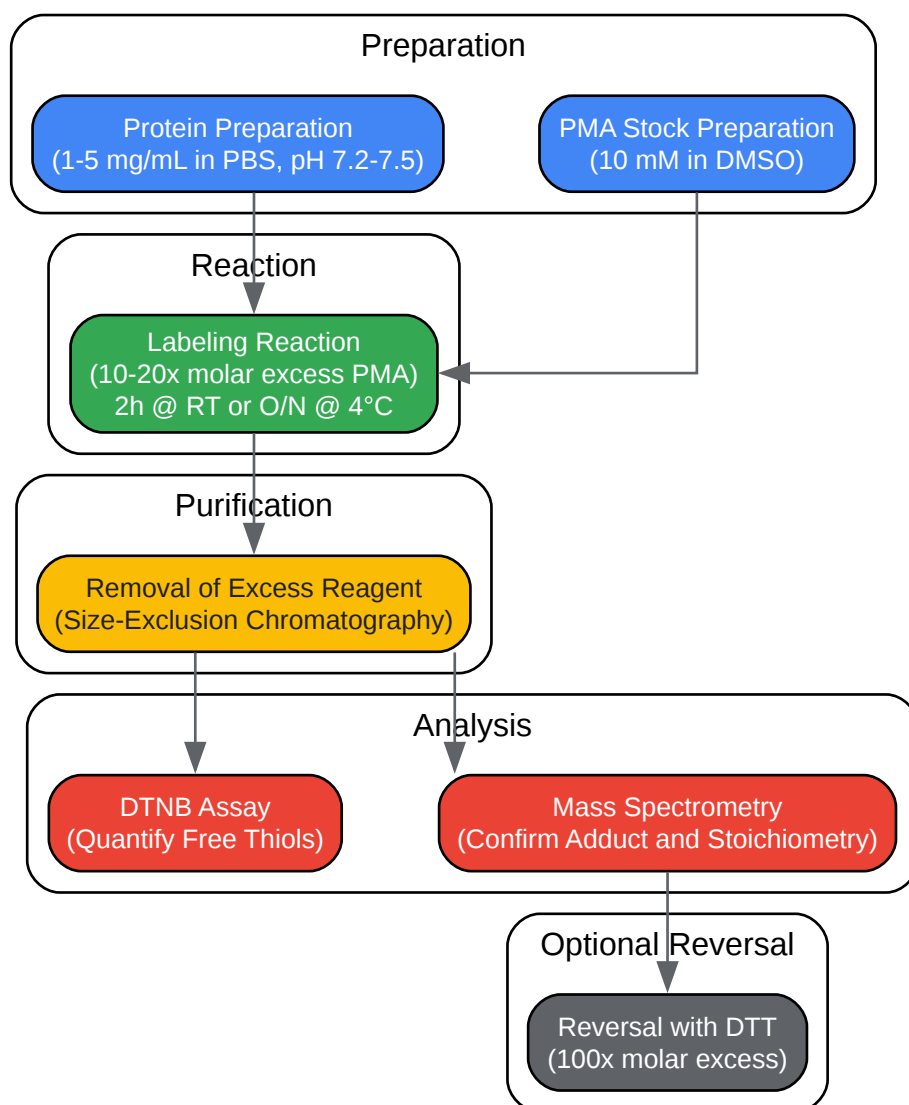 Preparation
Protein Preparation
(1-5 mg/mL in PBS, pH 7.2-7.5)
PMA Stock Preparation
(10 mM in DMSO)
Reaction
Labeling Reaction
(10-20x molar excess PMA)
2h @ RT or O/N @ 4°C
Purification
Removal of Excess Reagent
(Size-Exclusion Chromatography)
Analysis
DTNB Assay
(Quantify Free Thiols)
Mass Spectrometry
(Confirm Adduct and Stoichiometry)
Optional Reversal
Reversal with DTT
(100x molar excess)